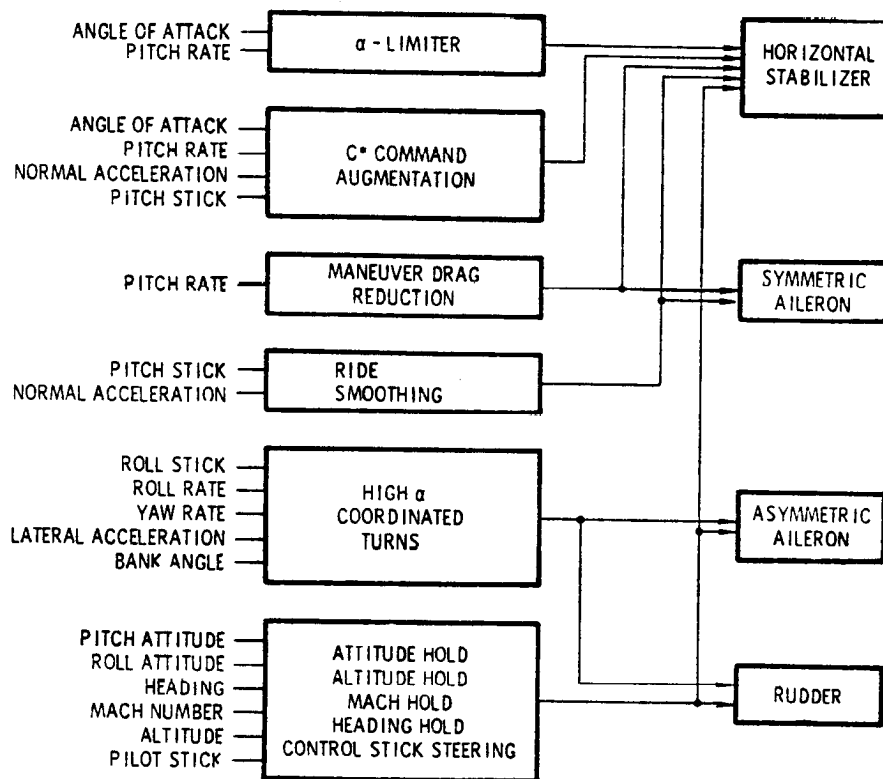 ANGLE OF ATTACK
PITCH RATE
α - LIMITER
HORIZONTAL
STABILIZER
ANGLE OF ATTACK
PITCH RATE
NORMAL ACCELERATION
PITCH STICK
C* COMMAND
AUGMENTATION
PITCH RATE
MANEUVER DRAG
REDUCTION
SYMMETRIC
AILERON
PITCH STICK
NORMAL ACCELERATION
RIDE
SMOOTHING
ROLL STICK
ROLL RATE
YAW RATE
LATERAL ACCELERATION
BANK ANGLE
HIGH α
COORDINATED
TURNS
ASYMMETRIC
AILERON
PITCH ATTITUDE
ROLL ATTITUDE
HEADING
MACH NUMBER
ALTITUDE
PILOT STICK
ATTITUDE HOLD
ALTITUDE HOLD
MACH HOLD
HEADING HOLD
CONTROL STICK STEERING
RUDDER